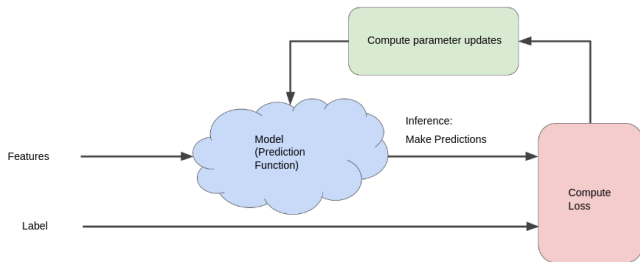 Compute parameter updates
Inference:
Make Predictions
Model
(Prediction
Function)
Features
Compute
Loss
Label